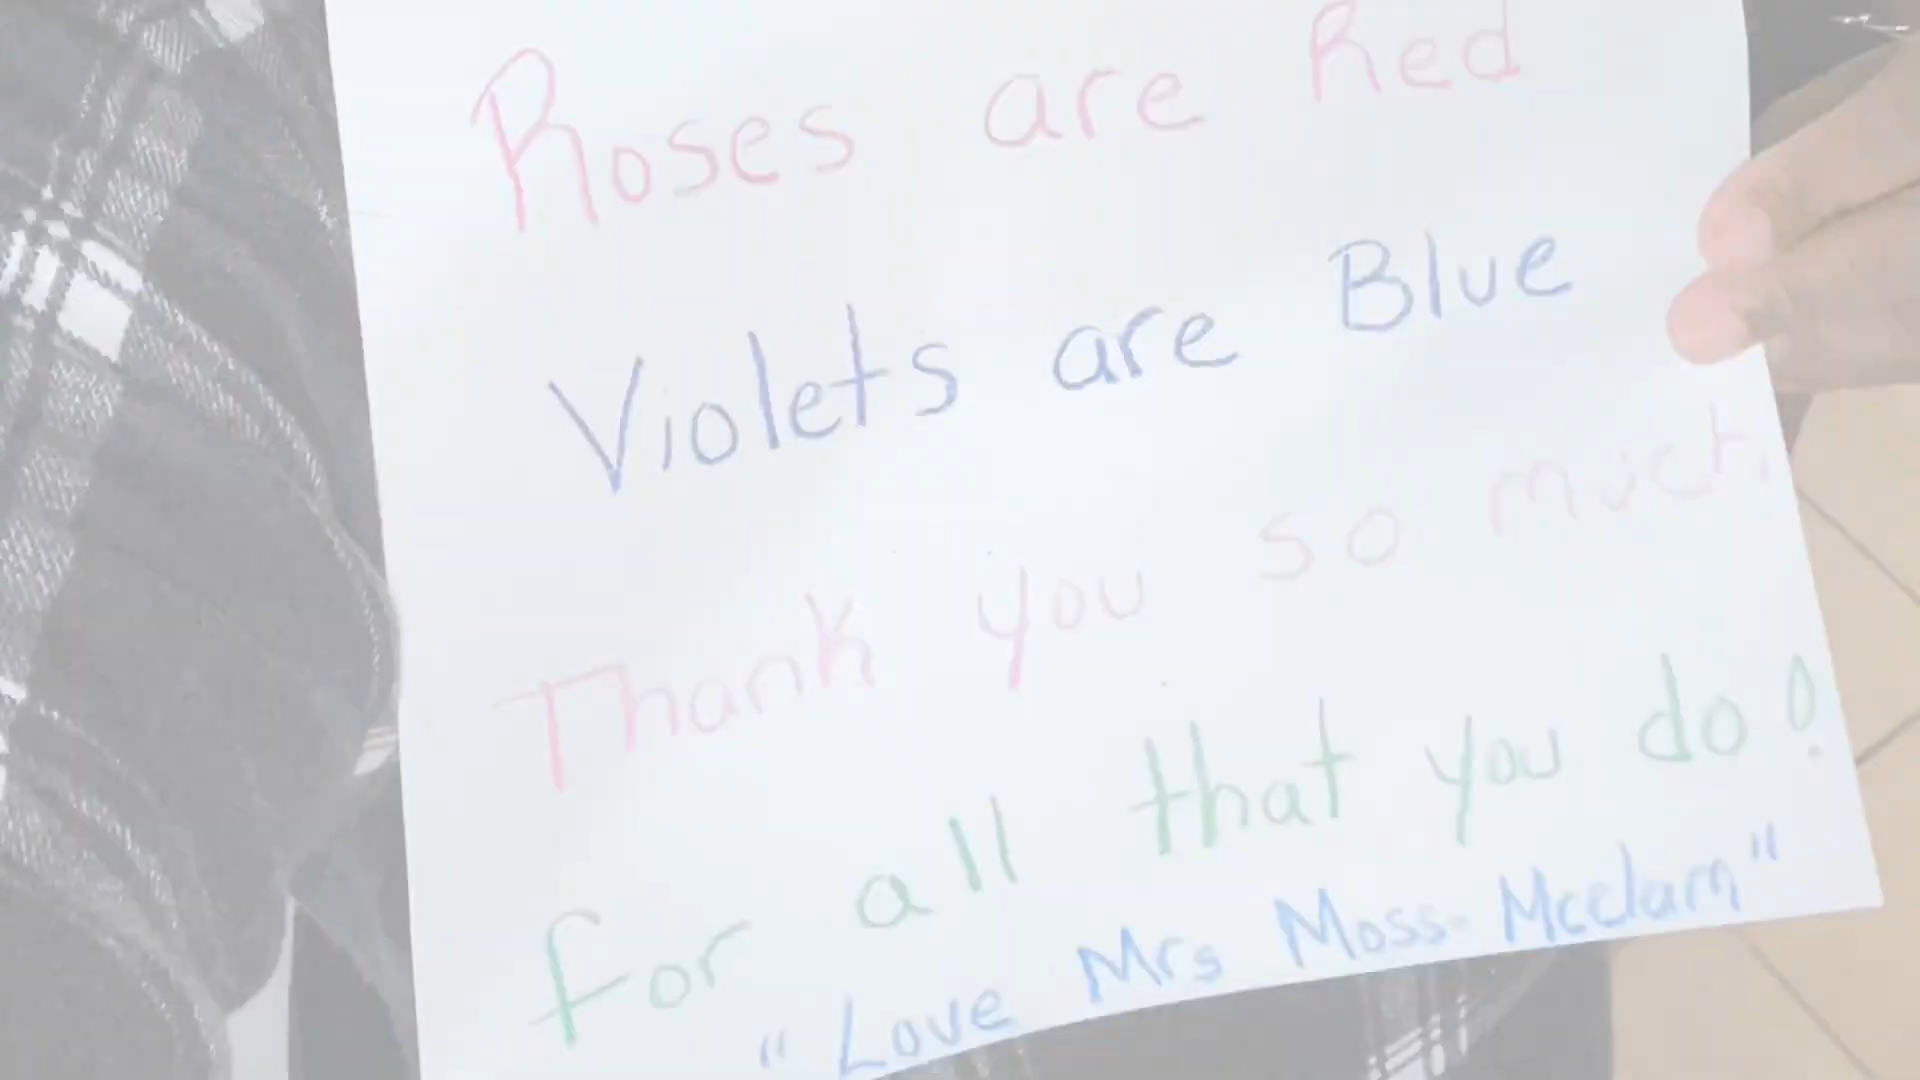 Roses are Red
Violets are Blue
Thank you so much
for all that you do!
"Love Mrs Moss-Mcclam"